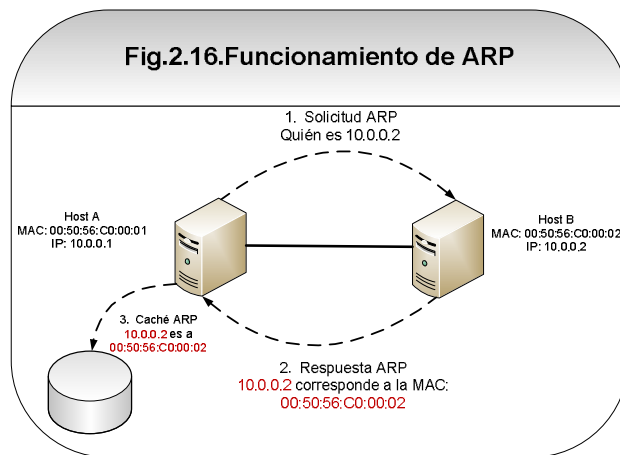 Fig.2.16.Funcionamiento de ARP
1. Solicitud ARP
Quién es 10.0.0.2
Host A
MAC: 00:50:56:C0:00:01
IP: 10.0.0.1
Host B
MAC: 00:50:56:C0:00:02
IP: 10.0.0.2
3. Caché ARP
10.0.0.2 es a
00:50:56:C0:00:02
2. Respuesta ARP
10.0.0.2 corresponde a la MAC:
00:50:56:C0:00:02